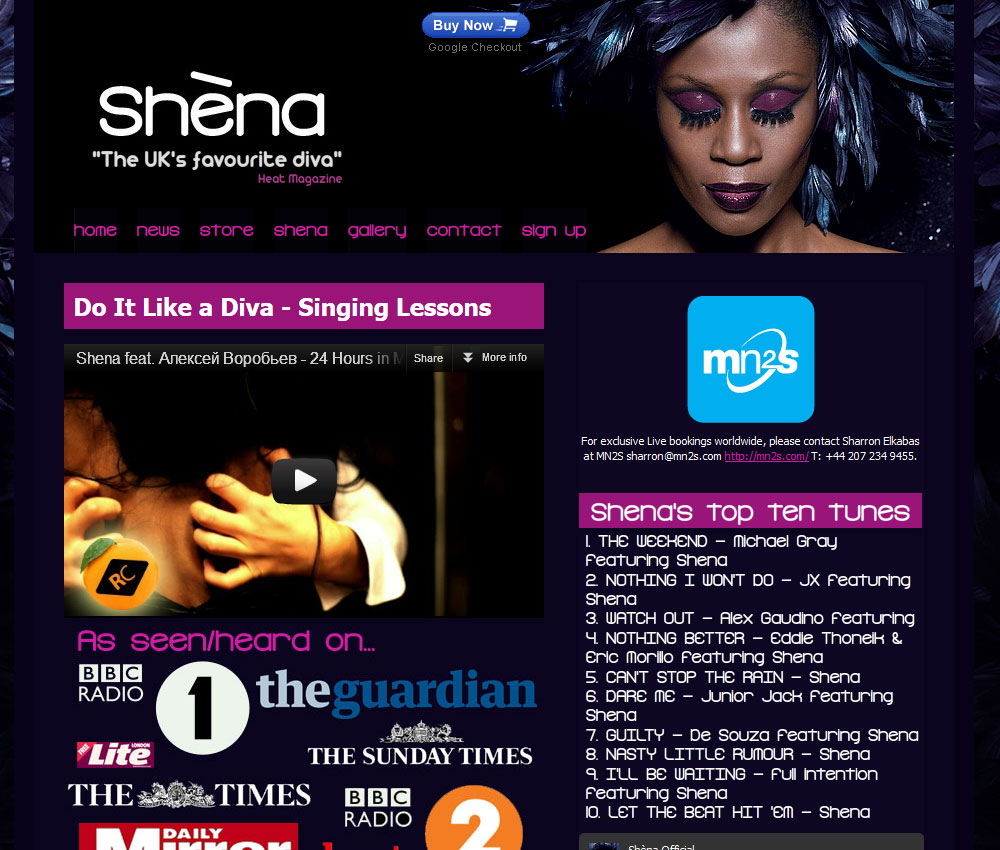 Buy Now
Google Checkout
Shèna
"The UK's favourite diva"
Heat Magazine
home news store shena gallery contact sign up
Do It Like a Diva - Singing Lessons
Shena feat. Алексей Воробьев - 24 Hours in M
Share
More info
RC
As seen/heard on...
BBC
RADIO
1
theguardian
FREE
Lite
LONDON
THE SUNDAY TIMES
THE TIMES
BBC
RADIO
2
DAILY
Mirror
mn2s
For exclusive Live bookings worldwide, please contact Sharron Elkabas
at MN2S sharron@mn2s.com http://mn2s.com/ T: +44 207 234 9455.
Shena's top ten tunes
1. THE WEEKEND – Michael Gray
featuring Shena
2. NOTHING I WON'T DO – JX featuring
Shena
3. WATCH OUT – Alex Gaudino featuring
4. NOTHING BETTER – Eddie Thonelk &
Eric Morillo featuring Shena
5. CAN'T STOP THE RAIN – Shena
6. DARE ME – Junior Jack featuring
Shena
7. GUILTY – De Souza featuring Shena
8. NASTY LITTLE RUMOUR – Shena
9. I'LL BE WAITING – Full Intention
featuring Shena
10. LET THE BEAT HIT 'EM – Shena
Shèna Official